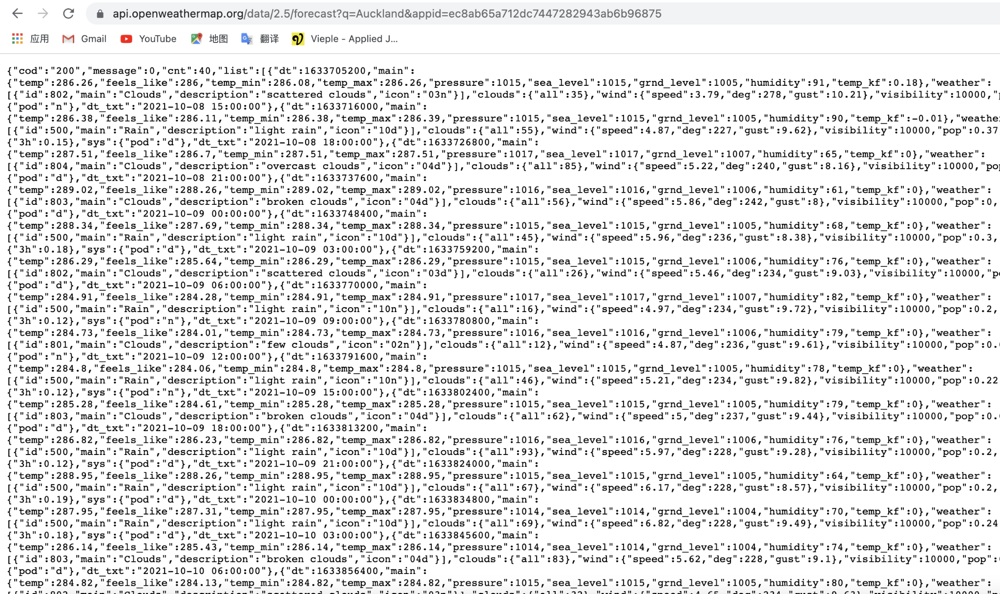 api.openweathermap.org/data/2.5/forecast?q=Auckland&appid=ec8ab65a712dc7447282943ab6b96875
应用 Gmail YouTube 地图 翻译 Vieple - Applied J...
{"cod":"200","message":0,"cnt":40,"list":[{"dt":1633705200,"main":
{"temp":286.26,"feels_like":286,"temp_min":286.08,"temp_max":286.26,"pressure":1015,"sea_level":1015,"grnd_level":1005,"humidity":91,"temp_kf":0.18},"weather":
[{"id":802,"main":"Clouds","description":"scattered clouds","icon":"03n"}],"clouds":{"all":35},"wind":{"speed":3.79,"deg":278,"gust":10.21},"visibility":10000,"
{"pod":"n"},"dt_txt":"2021-10-08 15:00:00"},{"dt":1633716000,"main":
{"temp":286.38,"feels_like":286.11,"temp_min":286.38,"temp_max":286.39,"pressure":1015,"sea_level":1015,"grnd_level":1005,"humidity":90,"temp_kf":-0.01},"weather
[{"id":500,"main":"Rain","description":"light rain","icon":"10d"}],"clouds":{"all":55},"wind":{"speed":4.87,"deg":227,"gust":9.62},"visibility":10000,"pop":0.37
{"3h":0.15},"sys":{"pod":"d"},"dt_txt":"2021-10-08 18:00:00"},{"dt":1633726800,"main":
{"temp":287.51,"feels_like":286.7,"temp_min":287.51,"temp_max":287.51,"pressure":1017,"sea_level":1017,"grnd_level":1007,"humidity":65,"temp_kf":0},"weather":
[{"id":804,"main":"Clouds","description":"overcast clouds","icon":"04d"}],"clouds":{"all":85},"wind":{"speed":5.22,"deg":240,"gust":8.16},"visibility":10000,"po
{"pod":"d"},"dt_txt":"2021-10-08 21:00:00"},{"dt":1633737600,"main":
{"temp":289.02,"feels_like":288.26,"temp_min":289.02,"temp_max":289.02,"pressure":1016,"sea_level":1016,"grnd_level":1006,"humidity":61,"temp_kf":0},"weather":
[{"id":803,"main":"Clouds","description":"broken clouds","icon":"04d"}],"clouds":{"all":56},"wind":{"speed":5.86,"deg":242,"gust":8},"visibility":10000,"pop":0,
{"pod":"d"},"dt_txt":"2021-10-09 00:00:00"},{"dt":1633748400,"main":
{"temp":288.34,"feels_like":287.69,"temp_min":288.34,"temp_max":288.34,"pressure":1015,"sea_level":1015,"grnd_level":1005,"humidity":68,"temp_kf":0},"weather":
[{"id":500,"main":"Rain","description":"light rain","icon":"10d"}],"clouds":{"all":45},"wind":{"speed":5.96,"deg":236,"gust":8.38},"visibility":10000,"pop":0.3,
{"3h":0.18},"sys":{"pod":"d"},"dt_txt":"2021-10-09 03:00:00"},{"dt":1633759200,"main":
{"temp":286.29,"feels_like":285.64,"temp_min":286.29,"temp_max":286.29,"pressure":1015,"sea_level":1015,"grnd_level":1006,"humidity":76,"temp_kf":0},"weather":
[{"id":802,"main":"Clouds","description":"scattered clouds","icon":"03d"}],"clouds":{"all":26},"wind":{"speed":5.46,"deg":234,"gust":9.03},"visibility":10000,"p
{"pod":"d"},"dt_txt":"2021-10-09 06:00:00"},{"dt":1633770000,"main":
{"temp":284.91,"feels_like":284.28,"temp_min":284.91,"temp_max":284.91,"pressure":1017,"sea_level":1017,"grnd_level":1007,"humidity":82,"temp_kf":0},"weather":
[{"id":500,"main":"Rain","description":"light rain","icon":"10n"}],"clouds":{"all":16},"wind":{"speed":4.97,"deg":234,"gust":9.72},"visibility":10000,"pop":0.2,
{"3h":0.12},"sys":{"pod":"n"},"dt_txt":"2021-10-09 09:00:00"},{"dt":1633780800,"main":
{"temp":284.73,"feels_like":284.01,"temp_min":284.73,"temp_max":284.73,"pressure":1016,"sea_level":1016,"grnd_level":1006,"humidity":79,"temp_kf":0},"weather":
[{"id":801,"main":"Clouds","description":"few clouds","icon":"02n"}],"clouds":{"all":12},"wind":{"speed":4.87,"deg":236,"gust":9.61},"visibility":10000,"pop":0.
{"pod":"n"},"dt_txt":"2021-10-09 12:00:00"},{"dt":1633791600,"main":
{"temp":284.8,"feels_like":284.06,"temp_min":284.8,"temp_max":284.8,"pressure":1015,"sea_level":1015,"grnd_level":1005,"humidity":78,"temp_kf":0},"weather":
[{"id":500,"main":"Rain","description":"light rain","icon":"10n"}],"clouds":{"all":46},"wind":{"speed":5.21,"deg":234,"gust":9.82},"visibility":10000,"pop":0.22
{"3h":0.12},"sys":{"pod":"n"},"dt_txt":"2021-10-09 15:00:00"},{"dt":1633802400,"main":
{"temp":285.28,"feels_like":284.61,"temp_min":285.28,"temp_max":285.28,"pressure":1015,"sea_level":1015,"grnd_level":1005,"humidity":79,"temp_kf":0},"weather":
[{"id":803,"main":"Clouds","description":"broken clouds","icon":"04d"}],"clouds":{"all":62},"wind":{"speed":5,"deg":237,"gust":9.44},"visibility":10000,"pop":0.
{"pod":"d"},"dt_txt":"2021-10-09 18:00:00"},{"dt":1633813200,"main":
{"temp":286.82,"feels_like":286.23,"temp_min":286.82,"temp_max":286.82,"pressure":1016,"sea_level":1016,"grnd_level":1006,"humidity":76,"temp_kf":0},"weather":
[{"id":500,"main":"Rain","description":"light rain","icon":"10d"}],"clouds":{"all":93},"wind":{"speed":5.97,"deg":228,"gust":9.28},"visibility":10000,"pop":0.2,
{"3h":0.12},"sys":{"pod":"d"},"dt_txt":"2021-10-09 21:00:00"},{"dt":1633824000,"main":
{"temp":288.95,"feels_like":288.26,"temp_min":288.95,"temp_max":288.95,"pressure":1015,"sea_level":1015,"grnd_level":1005,"humidity":64,"temp_kf":0},"weather":
[{"id":500,"main":"Rain","description":"light rain","icon":"10d"}],"clouds":{"all":67},"wind":{"speed":6.17,"deg":228,"gust":8.57},"visibility":10000,"pop":0.2,
{"3h":0.19},"sys":{"pod":"d"},"dt_txt":"2021-10-10 00:00:00"},{"dt":1633834800,"main":
{"temp":287.95,"feels_like":287.31,"temp_min":287.95,"temp_max":287.95,"pressure":1014,"sea_level":1014,"grnd_level":1004,"humidity":70,"temp_kf":0},"weather":
[{"id":500,"main":"Rain","description":"light rain","icon":"10d"}],"clouds":{"all":69},"wind":{"speed":6.82,"deg":228,"gust":9.49},"visibility":10000,"pop":0.24
{"3h":0.18},"sys":{"pod":"d"},"dt_txt":"2021-10-10 03:00:00"},{"dt":1633845600,"main":
{"temp":286.14,"feels_like":285.43,"temp_min":286.14,"temp_max":286.14,"pressure":1014,"sea_level":1014,"grnd_level":1004,"humidity":74,"temp_kf":0},"weather":
[{"id":803,"main":"Clouds","description":"broken clouds","icon":"04d"}],"clouds":{"all":83},"wind":{"speed":5.62,"deg":228,"gust":9.1},"visibility":10000,"pop":
{"pod":"d"},"dt_txt":"2021-10-10 06:00:00"},{"dt":1633856400,"main":
{"temp":284.82,"feels_like":284.13,"temp_min":284.82,"temp_max":284.82,"pressure":1015,"sea_level":1015,"grnd_level":1005,"humidity":80,"temp_kf":0},"weather":